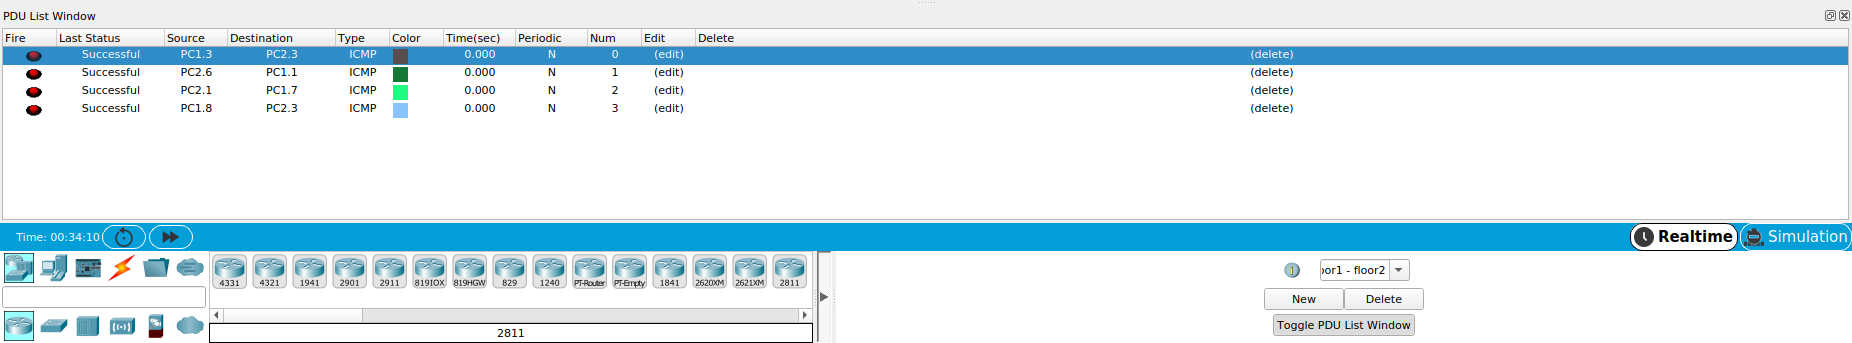 PDU List Window
Fire Last Status Source Destination Type Color Time(sec) Periodic Num Edit Delete
Successful PC1.3 PC2.3 ICMP 0.000 N 0 (edit) (delete)
Successful PC2.6 PC1.1 ICMP 0.000 N 1 (edit) (delete)
Successful PC2.1 PC1.7 ICMP 0.000 N 2 (edit) (delete)
Successful PC1.8 PC2.3 ICMP 0.000 N 3 (edit) (delete)
Time: 00:34:10 Realtime Simulation
4331 4321 1941 2901 2911 819IOX 819HGW 829 1240 PT-Router PT-Empty 1841 2620XM 2621XM 2811
or1 - floor2
New Delete
Toggle PDU List Window
2811